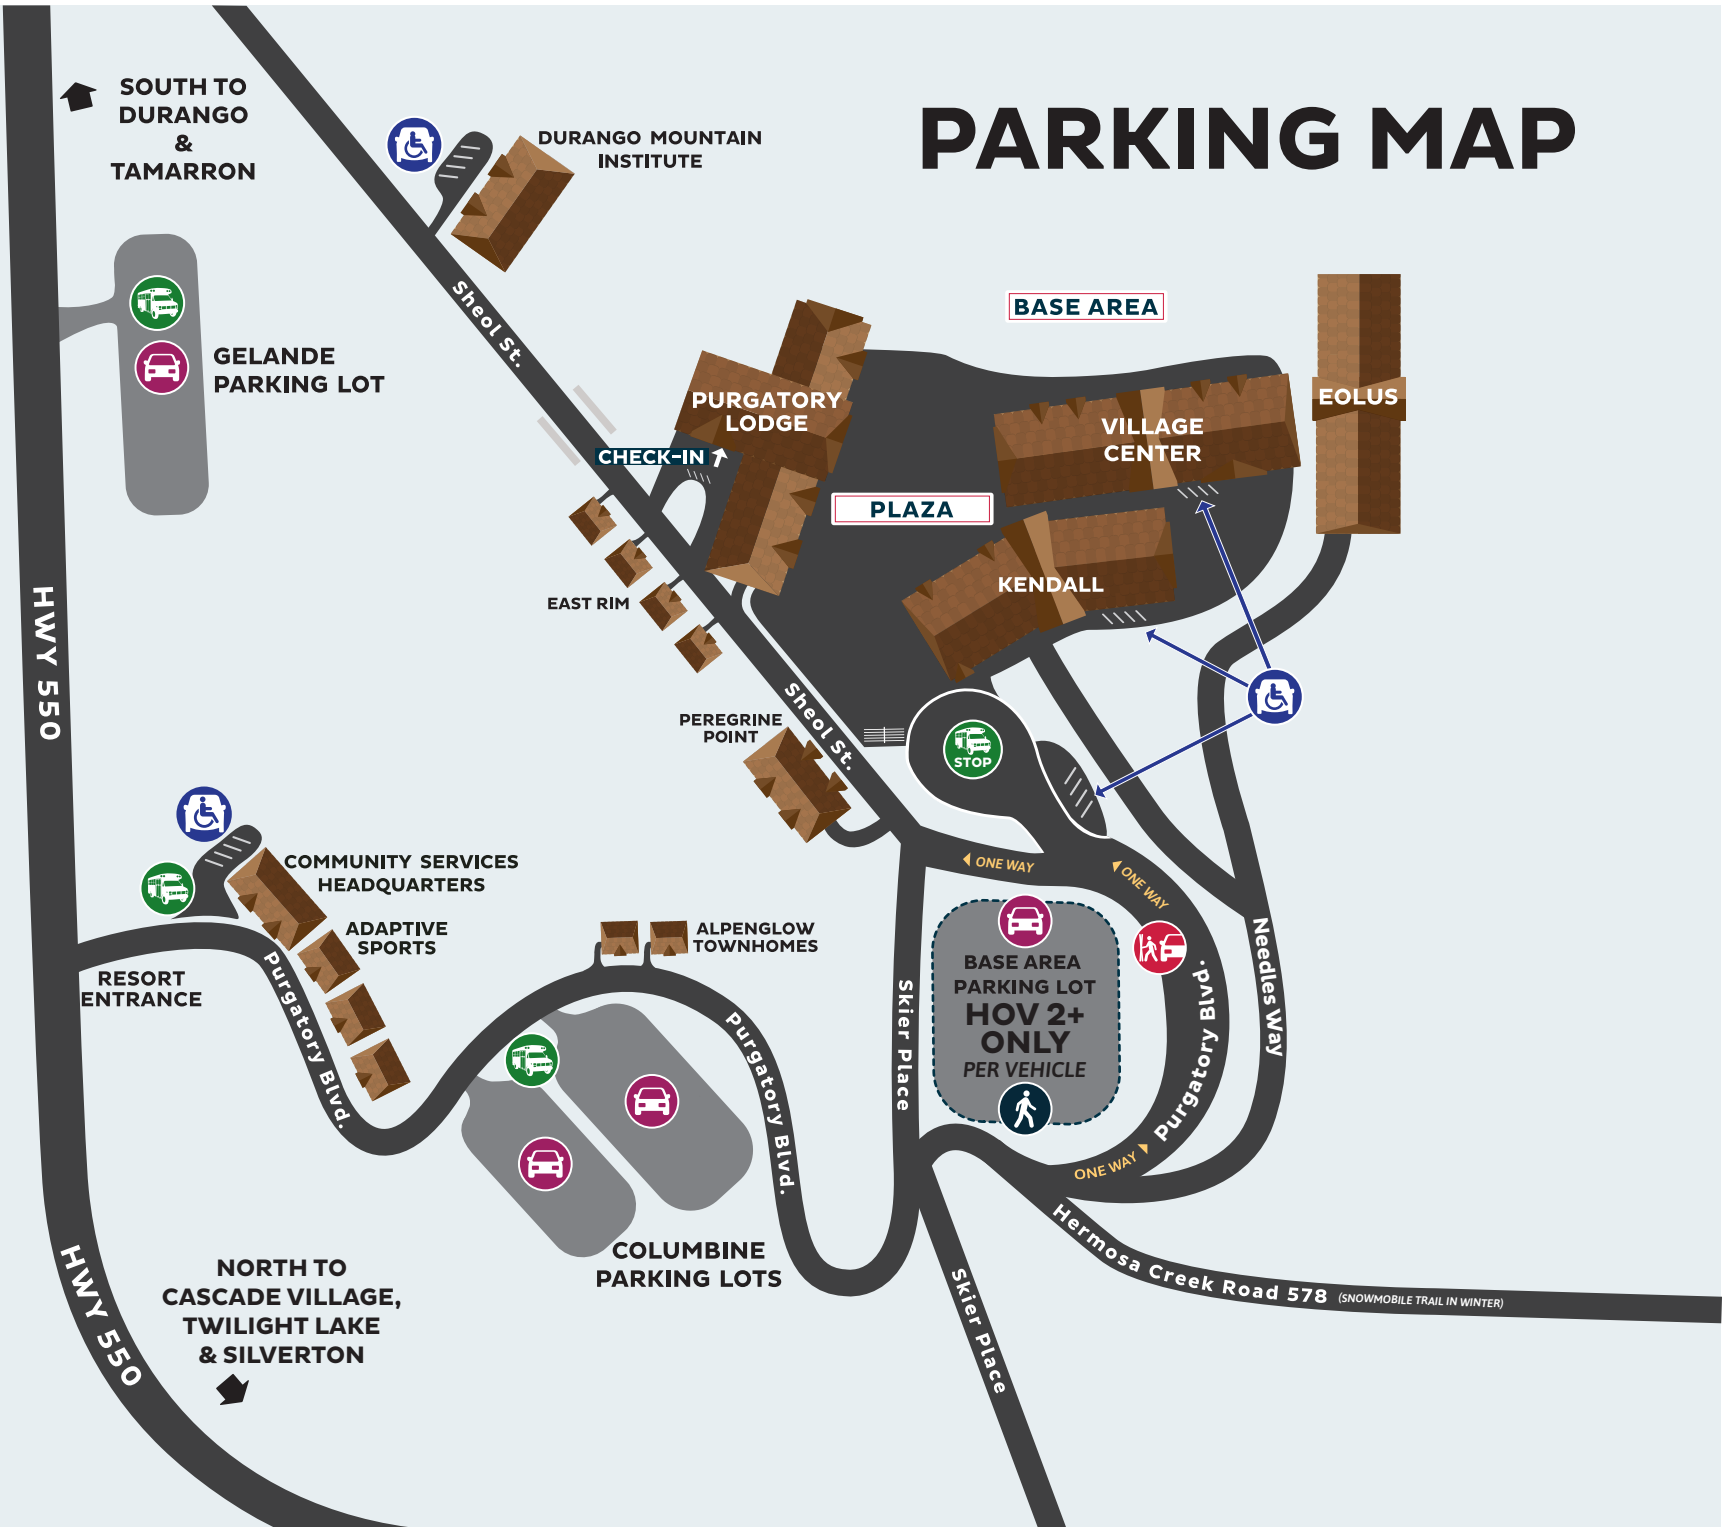 PARKING MAP
SOUTH TO
DURANGO
&
TAMARRON
DURANGO MOUNTAIN
INSTITUTE
Sheol St.
BASE AREA
GELANDE
PARKING LOT
PURGATORY
LODGE
EOLUS
VILLAGE
CENTER
CHECK-IN
PLAZA
KENDALL
EAST RIM
HWY 550
Sheol St.
PEREGRINE
POINT
STOP
COMMUNITY SERVICES
HEADQUARTERS
ONE WAY
ONE WAY
ADAPTIVE
SPORTS
ALPENGLOW
TOWNHOMES
RESORT
ENTRANCE
Purgatory Blvd.
Purgatory Blvd.
Skier Place
BASE AREA
PARKING LOT
HOV 2+
ONLY
PER VEHICLE
Purgatory Blvd.
Needles Way
ONE WAY
COLUMBINE
PARKING LOTS
Hermosa Creek Road 578 (SNOWMOBILE TRAIL IN WINTER)
Skier Place
HWY 550
NORTH TO
CASCADE VILLAGE,
TWILIGHT LAKE
& SILVERTON